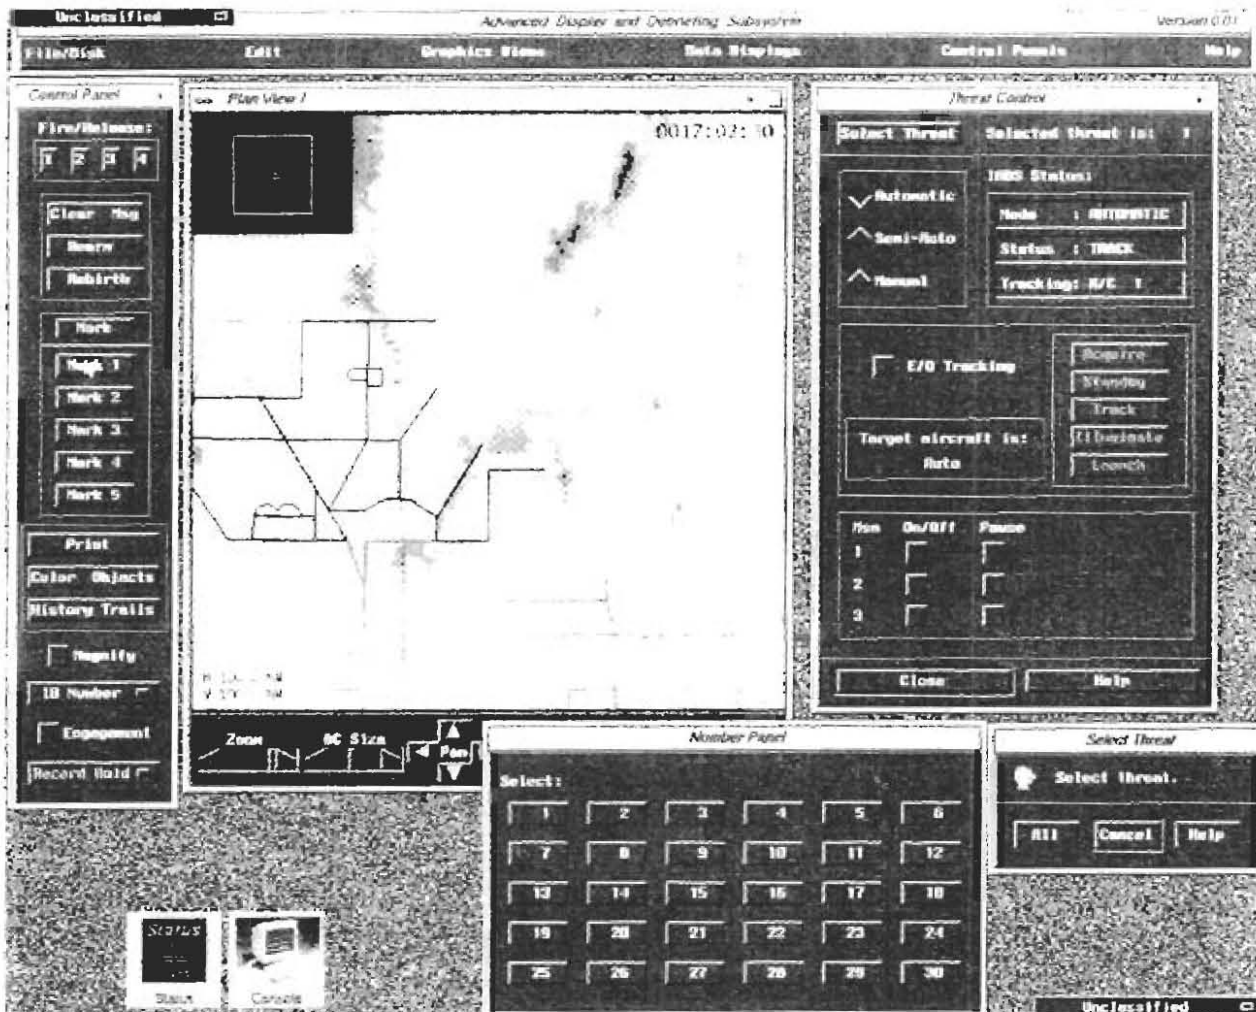 Unclassified
Advanced Display and Debriefing Subsystem
Version 0.01
File/Disk Edit Graphics Views Data Displays Control Panels Help
Control Panel
Fire/Release:
1 2 3 4
Clear Msg
Rearm
Rebirth
Mark
Mark 1
Mark 2
Mark 3
Mark 4
Mark 5
Print
Color Objects
History Trails
Magnify
ID Number
Engagement
Record Hold
Plan View 1
Zoom
AC Size
Pan
Threat Control
Select Threat
Selected threat is: 1
Automatic
Semi-Auto
Manual
Status:
Mode : AUTOMATIC
Status : TRACK
Tracking: A/C 1
E/O Tracking
Target aircraft is:
Auto
Acquire
Standby
Track
Illuminate
Launch
Msn On/Off Pause
1
2
3
Close
Help
Number Panel
Select:
1 2 3 4 5 6
7 8 9 10 11 12
13 14 15 16 17 18
19 20 21 22 23 24
25 26 27 28 29 30
Select Threat
Select threat.
All Cancel Help
Status
Status
Console
Unclassified